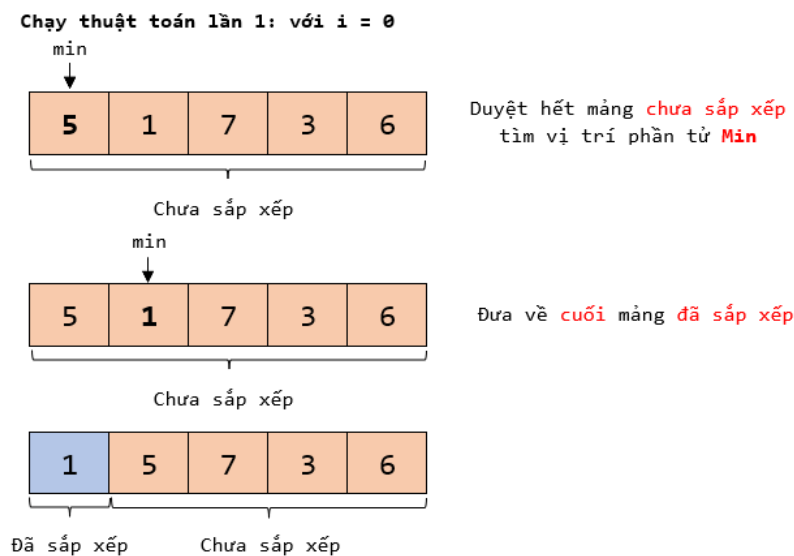 Chạy thuật toán lần 1: với i = 0
min
5 1 7 3 6
Duyệt hết mảng chưa sắp xếp
tìm vị trí phần tử Min
Chưa sắp xếp
min
5 1 7 3 6
Đưa về cuối mảng đã sắp xếp
Chưa sắp xếp
1 5 7 3 6
Đã sắp xếp Chưa sắp xếp